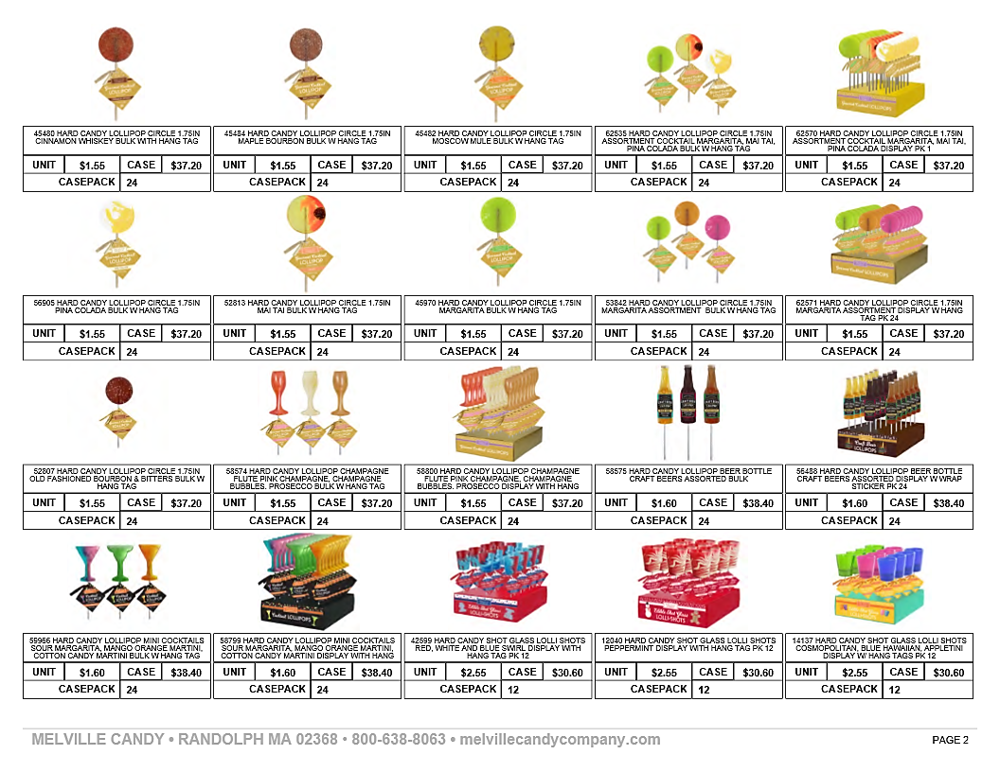 45480 HARD CANDY LOLLIPOP CIRCLE 1.75IN
CINNAMON WHISKEY BULK WITH HANG TAG
UNIT $1.55 CASE $37.20
CASEPACK 24
45484 HARD CANDY LOLLIPOP CIRCLE 1.75IN
MAPLE BOURBON BULK W HANG TAG
UNIT $1.55 CASE $37.20
CASEPACK 24
45482 HARD CANDY LOLLIPOP CIRCLE 1.75IN
MOSCOW MULE BULK W HANG TAG
UNIT $1.55 CASE $37.20
CASEPACK 24
62535 HARD CANDY LOLLIPOP CIRCLE 1.75IN
ASSORTMENT COCKTAIL MARGARITA, MAI TAI,
PINA COLADA BULK W HANG TAG
UNIT $1.55 CASE $37.20
CASEPACK 24
62570 HARD CANDY LOLLIPOP CIRCLE 1.75IN
ASSORTMENT COCKTAIL MARGARITA, MAI TAI,
PINA COLADA DISPLAY PK 1
UNIT $1.55 CASE $37.20
CASEPACK 24
56905 HARD CANDY LOLLIPOP CIRCLE 1.75IN
PINA COLADA BULK W HANG TAG
UNIT $1.55 CASE $37.20
CASEPACK 24
52813 HARD CANDY LOLLIPOP CIRCLE 1.75IN
MAI TAI BULK W HANG TAG
UNIT $1.55 CASE $37.20
CASEPACK 24
45970 HARD CANDY LOLLIPOP CIRCLE 1.75IN
MARGARITA BULK W HANG TAG
UNIT $1.55 CASE $37.20
CASEPACK 24
53842 HARD CANDY LOLLIPOP CIRCLE 1.75IN
MARGARITA ASSORTMENT BULK W HANG TAG
UNIT $1.55 CASE $37.20
CASEPACK 24
62571 HARD CANDY LOLLIPOP CIRCLE 1.75IN
MARGARITA ASSORTMENT DISPLAY W HANG
TAG PK 24
UNIT $1.55 CASE $37.20
CASEPACK 24
52807 HARD CANDY LOLLIPOP CIRCLE 1.75IN
OLD FASHIONED BOURBON & BITTERS BULK W
HANG TAG
UNIT $1.55 CASE $37.20
CASEPACK 24
58574 HARD CANDY LOLLIPOP CHAMPAGNE
FLUTE PINK CHAMPAGNE, CHAMPAGNE
BUBBLES. PROSECCO BULK W HANG TAG
UNIT $1.55 CASE $37.20
CASEPACK 24
58800 HARD CANDY LOLLIPOP CHAMPAGNE
FLUTE PINK CHAMPAGNE, CHAMPAGNE
BUBBLES. PROSECCO DISPLAY WITH HANG
UNIT $1.55 CASE $37.20
CASEPACK 24
58575 HARD CANDY LOLLIPOP BEER BOTTLE
CRAFT BEERS ASSORTED BULK
UNIT $1.60 CASE $38.40
CASEPACK 24
56488 HARD CANDY LOLLIPOP BEER BOTTLE
CRAFT BEERS ASSORTED DISPLAY W WRAP
STICKER PK 24
UNIT $1.60 CASE $38.40
CASEPACK 24
59966 HARD CANDY LOLLIPOP MINI COCKTAILS
SOUR MARGARITA, MANGO ORANGE MARTINI,
COTTON CANDY MARTINI BULK W HANG TAG
UNIT $1.60 CASE $38.40
CASEPACK 24
58799 HARD CANDY LOLLIPOP MINI COCKTAILS
SOUR MARGARITA, MANGO ORANGE MARTINI,
COTTON CANDY MARTINI DISPLAY WITH HANG
UNIT $1.60 CASE $38.40
CASEPACK 24
42599 HARD CANDY SHOT GLASS LOLLI SHOTS
RED, WHITE AND BLUE SWIRL DISPLAY WITH
HANG TAG PK 12
UNIT $2.55 CASE $30.60
CASEPACK 12
12040 HARD CANDY SHOT GLASS LOLLI SHOTS
PEPPERMINT DISPLAY WITH HANG TAG PK 12
UNIT $2.55 CASE $30.60
CASEPACK 12
14137 HARD CANDY SHOT GLASS LOLLI SHOTS
COSMOPOLITAN, BLUE HAWAIIAN, APPLETINI
DISPLAY W HANG TAGS PK 12
UNIT $2.55 CASE $30.60
CASEPACK 12
MELVILLE CANDY • RANDOLPH MA 02368 • 800-638-8063 • melvillecandycompany.com
PAGE 2